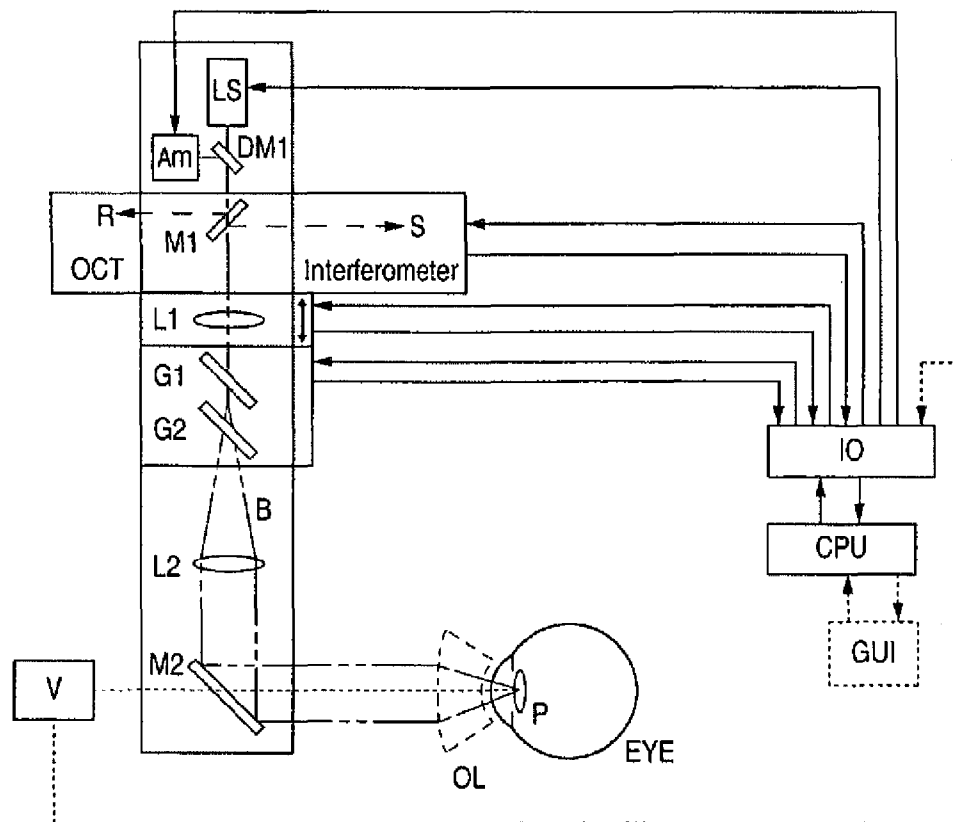 LS
DM1
Am
R
M1
S
OCT
Interferometer
L1
G1
G2
IO
B
L2
CPU
GUI
M2
V
P
EYE
OL